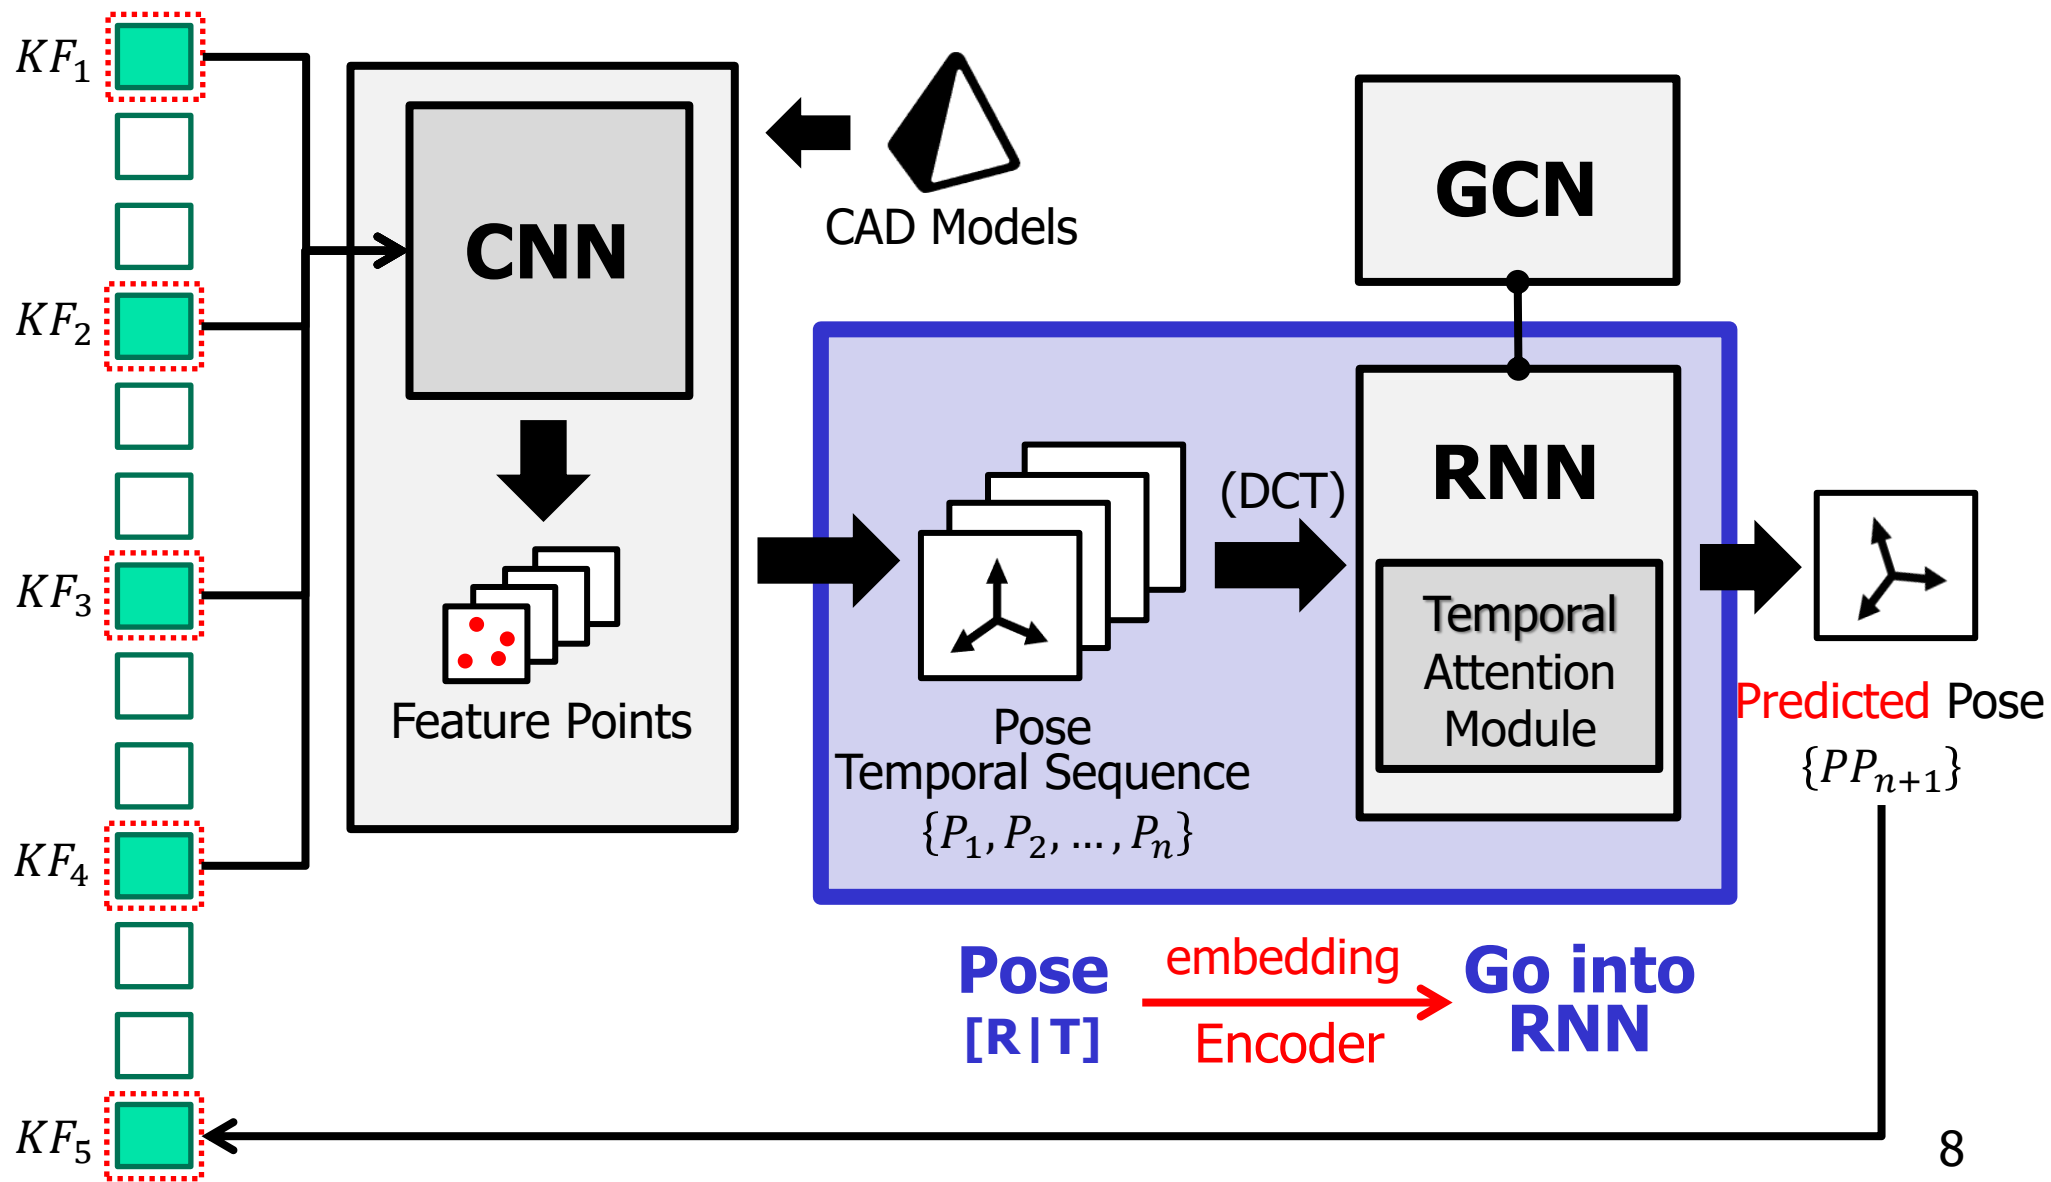 KF₁
KF₂
KF₃
KF₄
KF₅
CNN
Feature Points
CAD Models
GCN
Pose
Temporal Sequence
{P₁, P₂, … , Pₙ}
(DCT)
RNN
Temporal
Attention
Module
Predicted Pose
{PPₙ₊₁}
Pose
[R|T]
embedding
Encoder
Go into
RNN
8